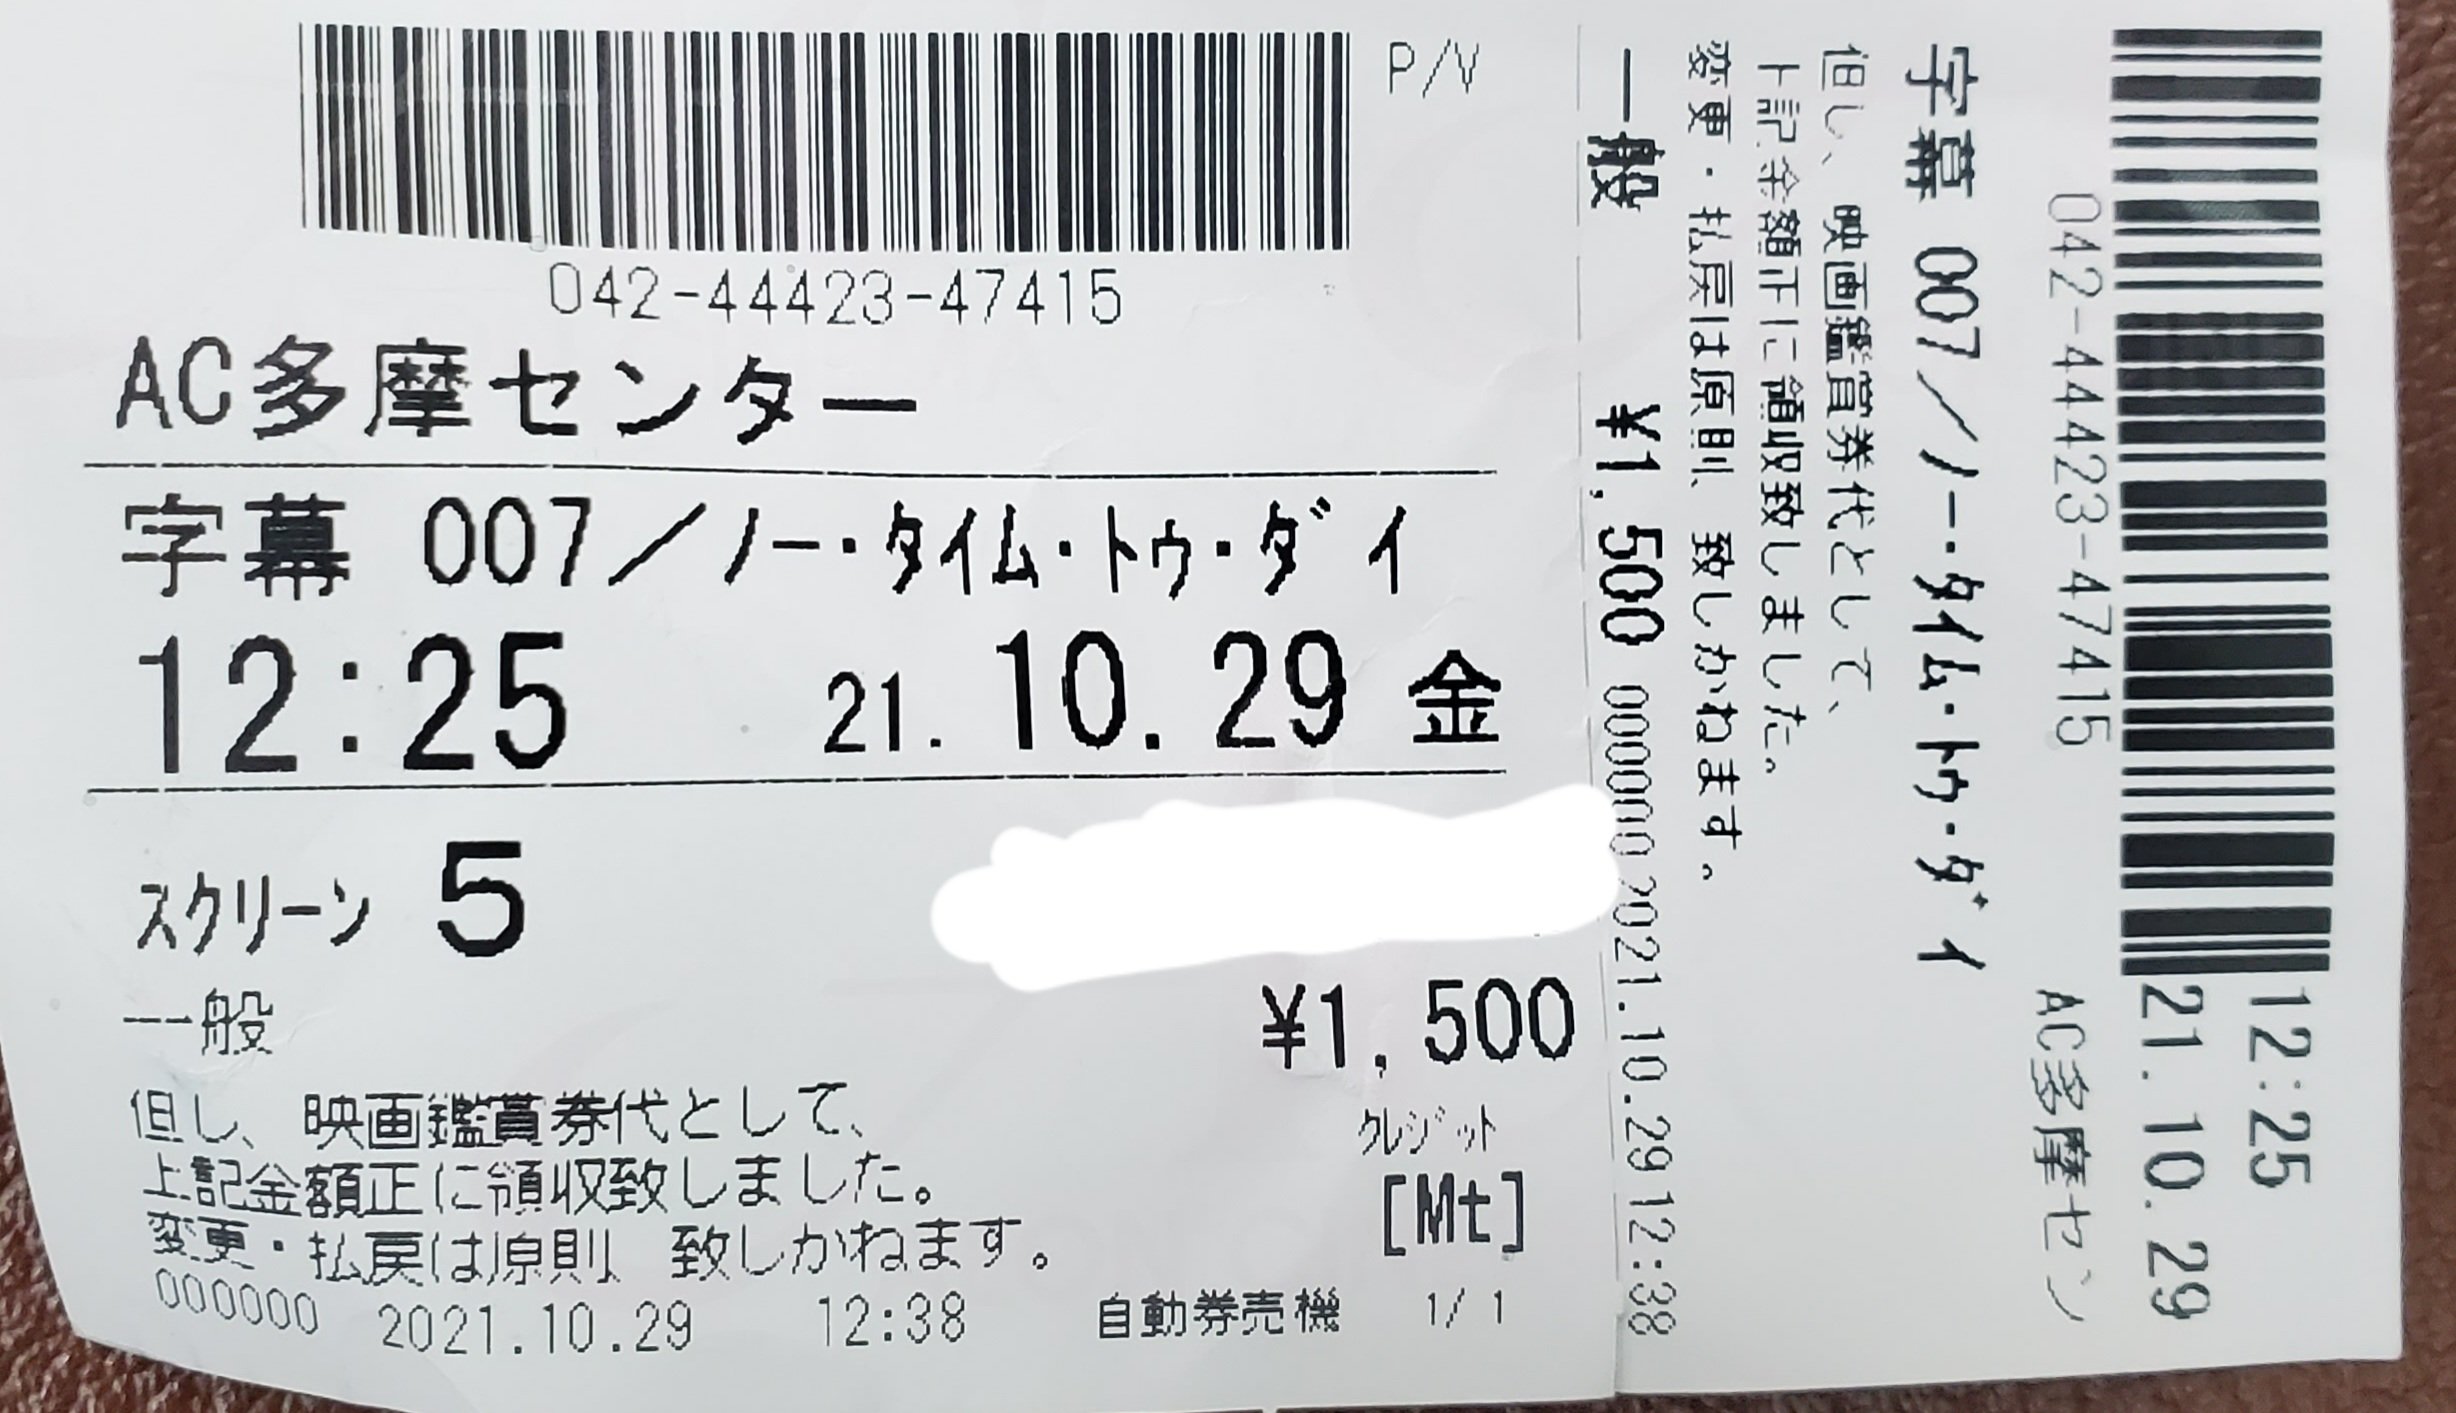 P/V
042-44423-47415
AC多摩センター
字幕 007／ノー・タイム・トゥ・ダイ
12:25 21.10.29 金
スクリーン 5
一般
¥1,500
クレジット
[Mt]
但し、映画鑑賞券代として、
上記金額正に領収致しました。
変更・払戻は原則 致しかねます。
000000 2021.10.29 12:38 自動券売機 1/1
一般 ¥1,500 000000 2021.10.29 12:38
変更・払戻は原則 致しかねます。
下記金額正に領収致しました。
但し、映画鑑賞券代として、
字幕 007／ノー・タイム・トゥ・ダイ
042-44423-47415 AC多摩セン
21.10.29
12:25